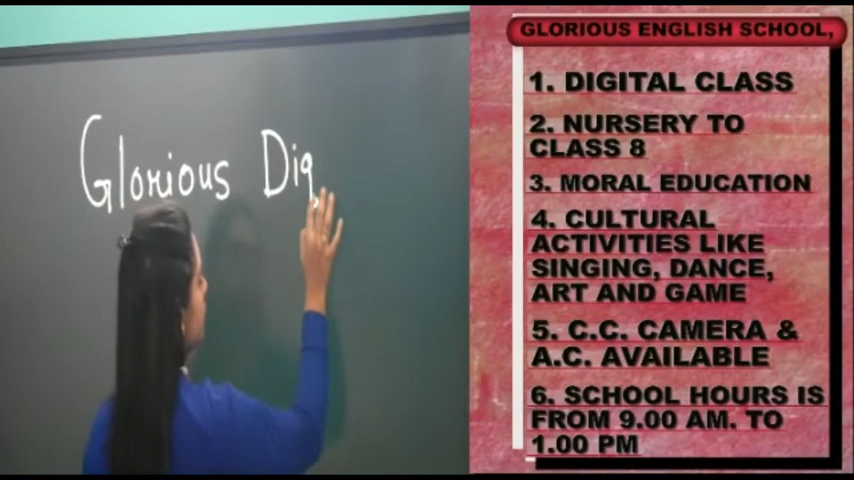 Glorious Dig
GLORIOUS ENGLISH SCHOOL,
1. DIGITAL CLASS
2. NURSERY TO
CLASS 8
3. MORAL EDUCATION
4. CULTURAL
ACTIVITIES LIKE
SINGING, DANCE,
ART AND GAME
5. C.C. CAMERA &
A.C. AVAILABLE
6. SCHOOL HOURS IS
FROM 9.00 AM. TO
1.00 PM